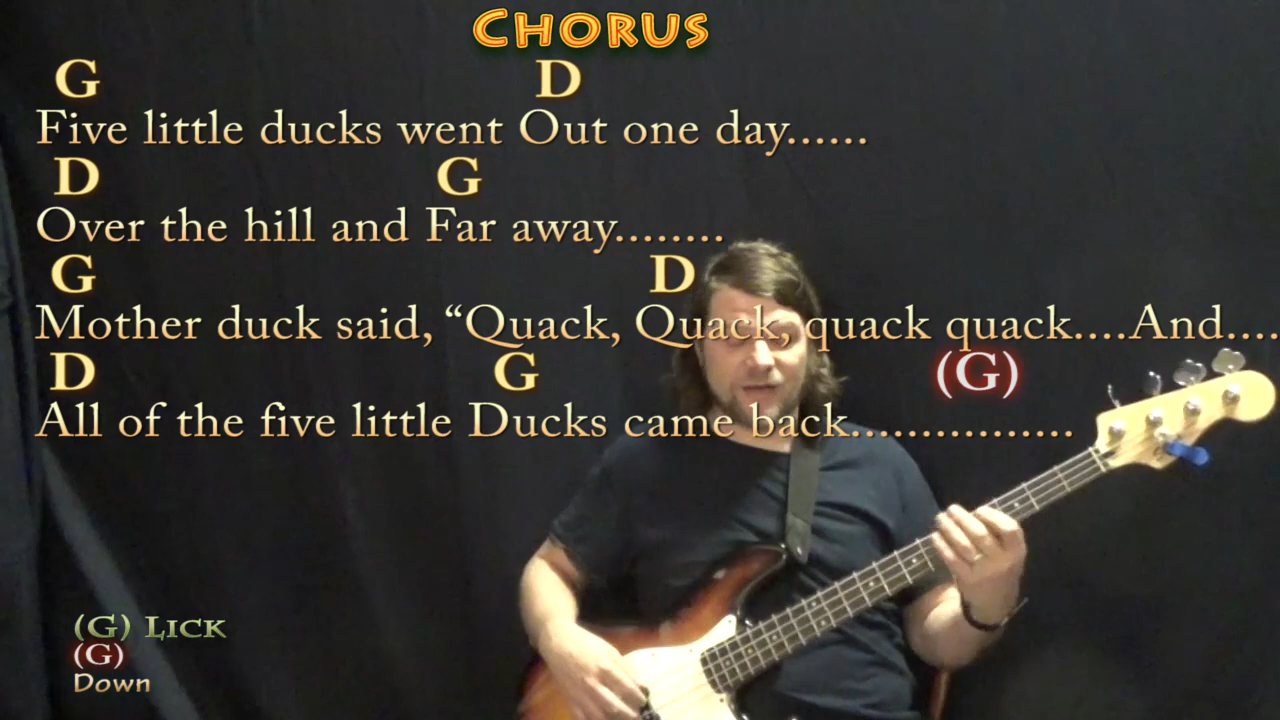 CHORUS
G D
Five little ducks went Out one day......
D G
Over the hill and Far away........
G D
Mother duck said, “Quack, Quack, quack quack....And....
D G (G)
All of the five little Ducks came back................
(G) LICK
(G)
Down